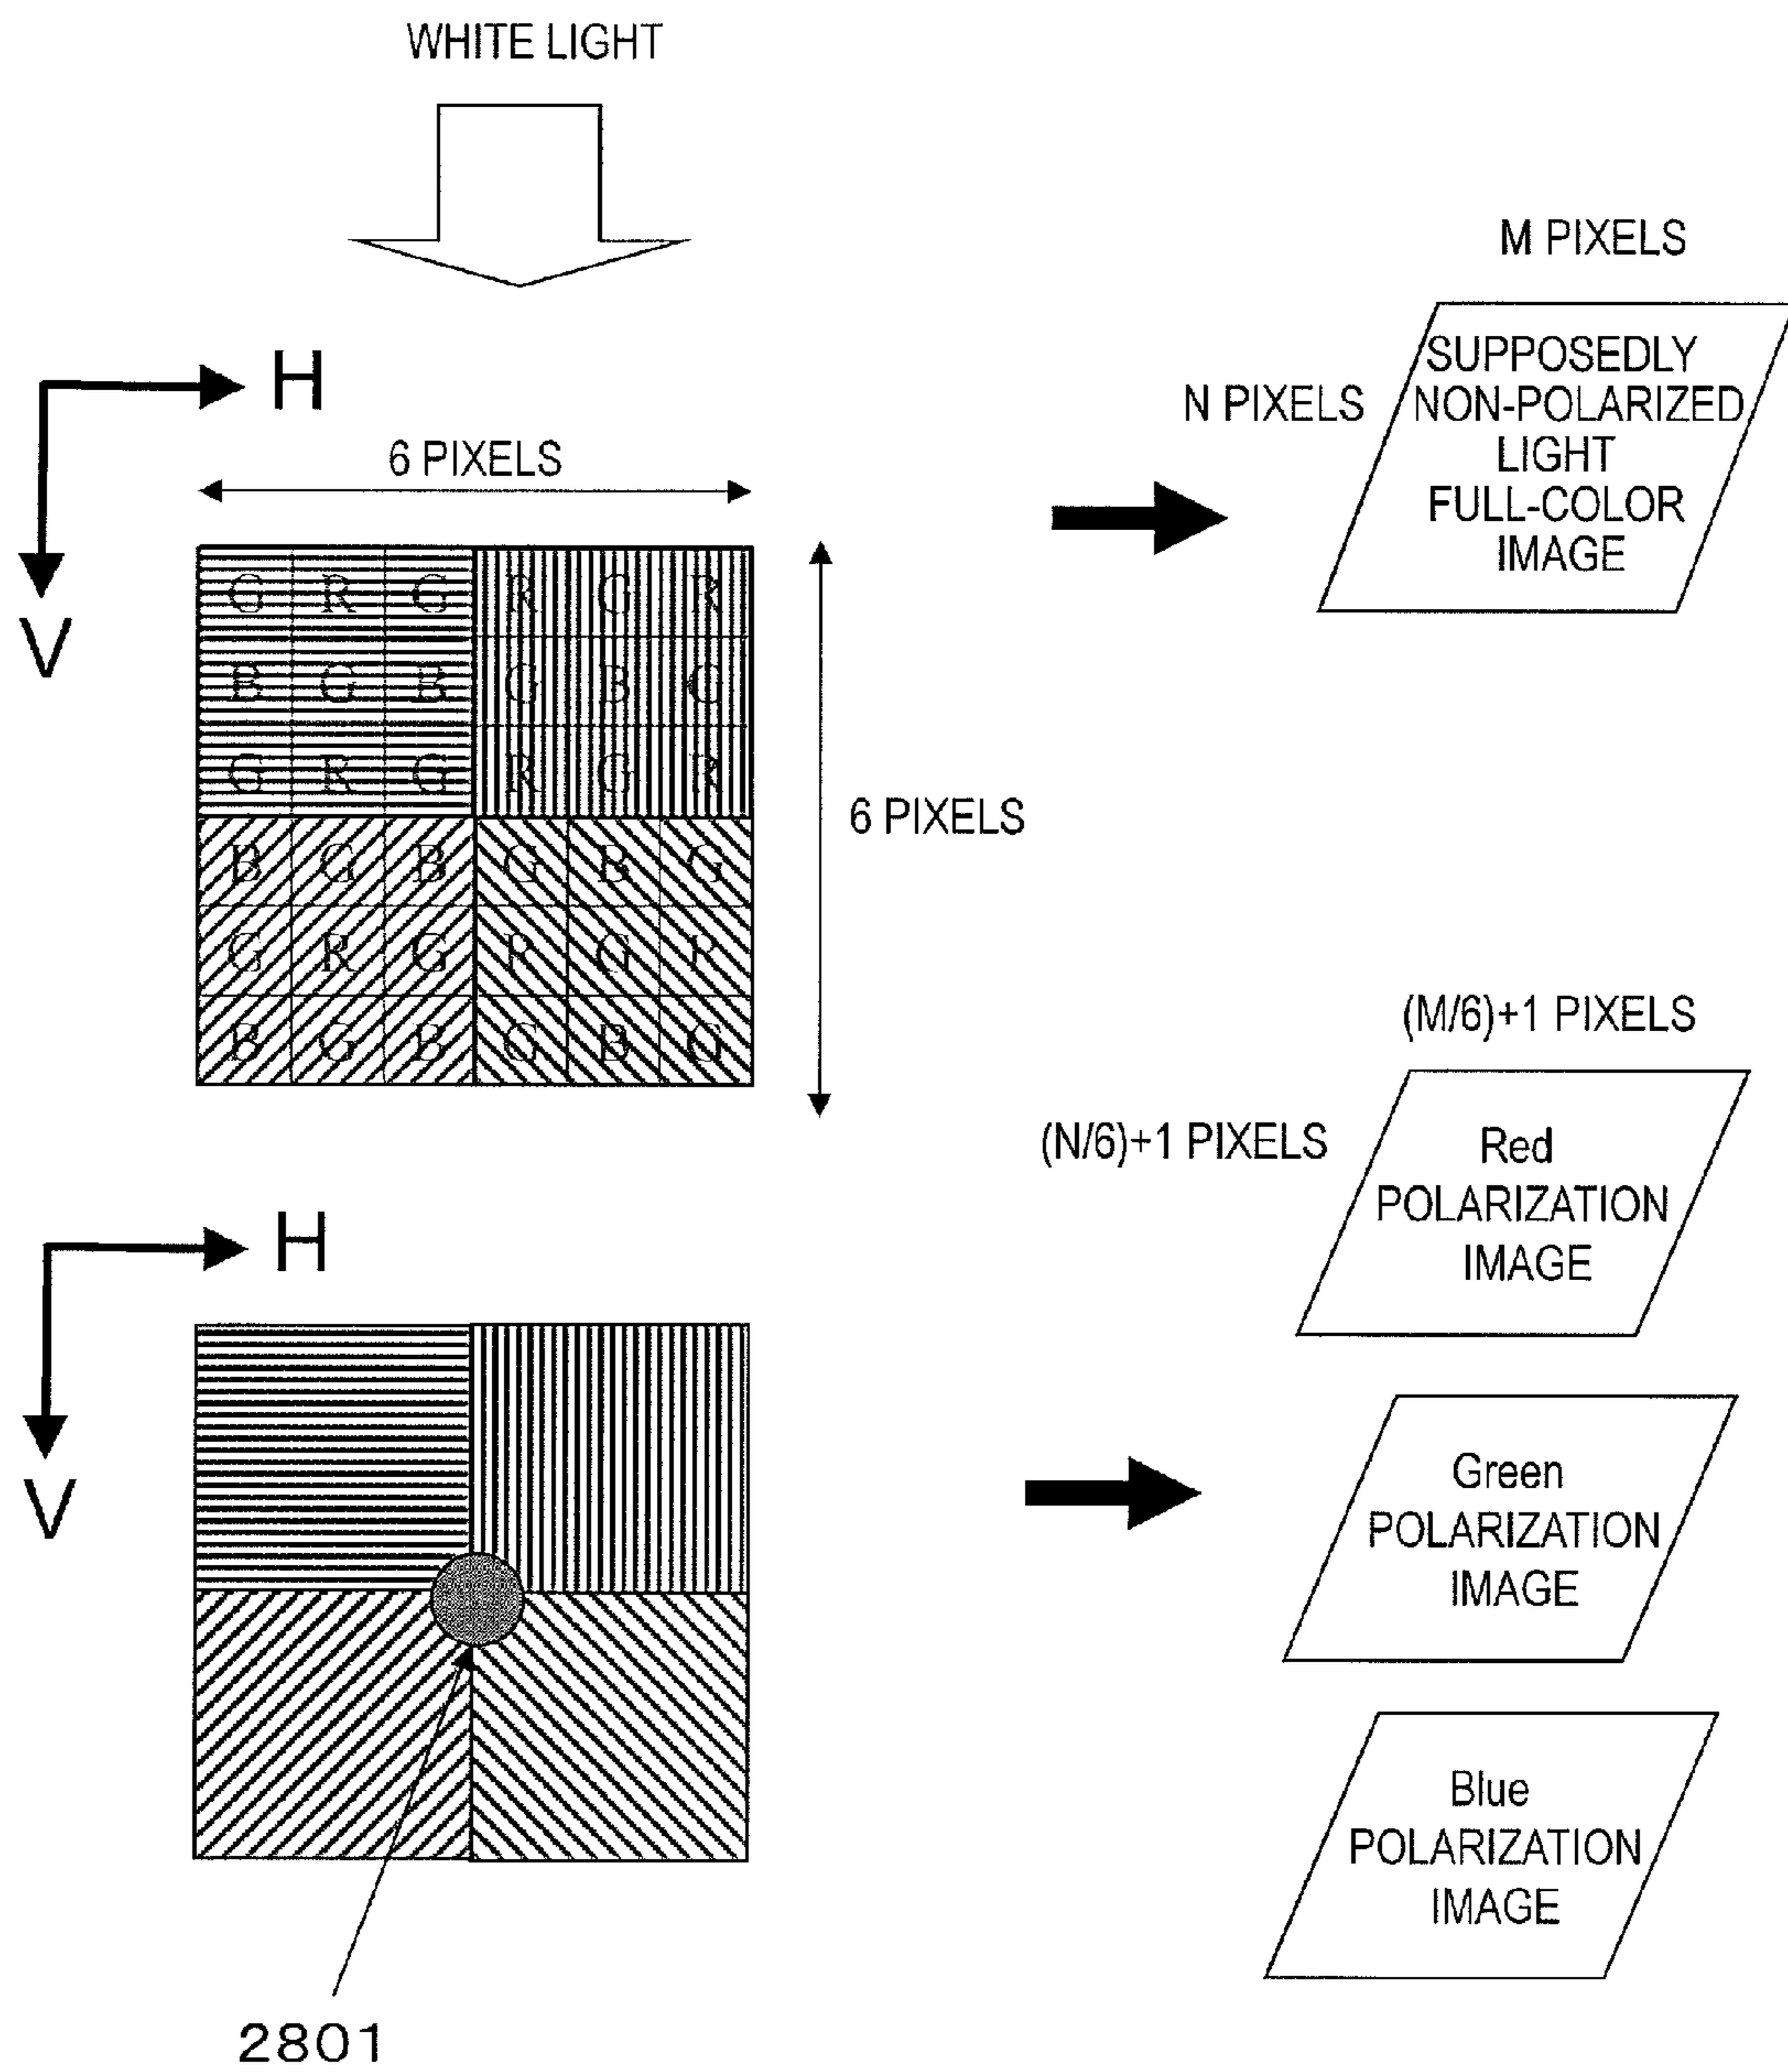 WHITE LIGHT
M PIXELS
N PIXELS
SUPPOSEDLY
NON-POLARIZED
LIGHT
FULL-COLOR
IMAGE
H
V
6 PIXELS
G R G R G R
B G B G B G
G R G R G R
B G B G B G
G R G R G R
B G B G B G
6 PIXELS
(M/6)+1 PIXELS
(N/6)+1 PIXELS
Red
POLARIZATION
IMAGE
H
V
Green
POLARIZATION
IMAGE
Blue
POLARIZATION
IMAGE
2801